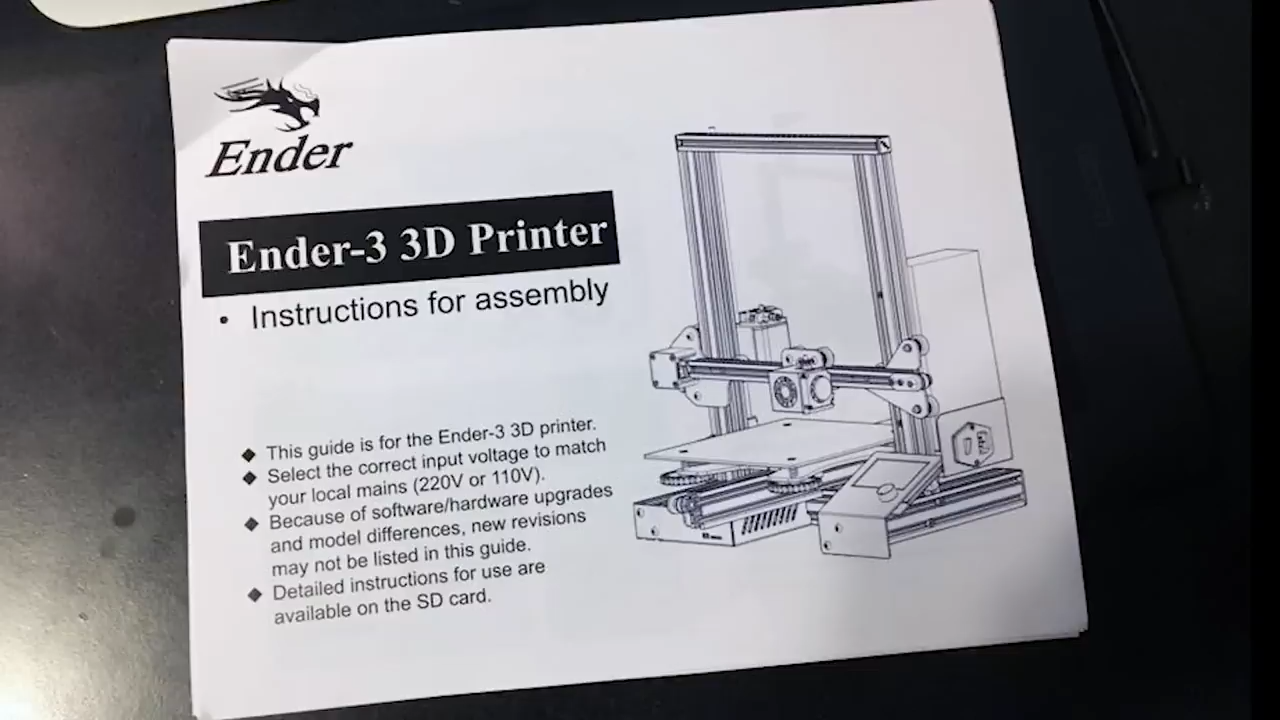 Ender
Ender-3 3D Printer
• Instructions for assembly
◆ This guide is for the Ender-3 3D printer.
◆ Select the correct input voltage to match
your local mains (220V or 110V).
◆ Because of software/hardware upgrades
and model differences, new revisions
may not be listed in this guide.
◆ Detailed instructions for use are
available on the SD card.